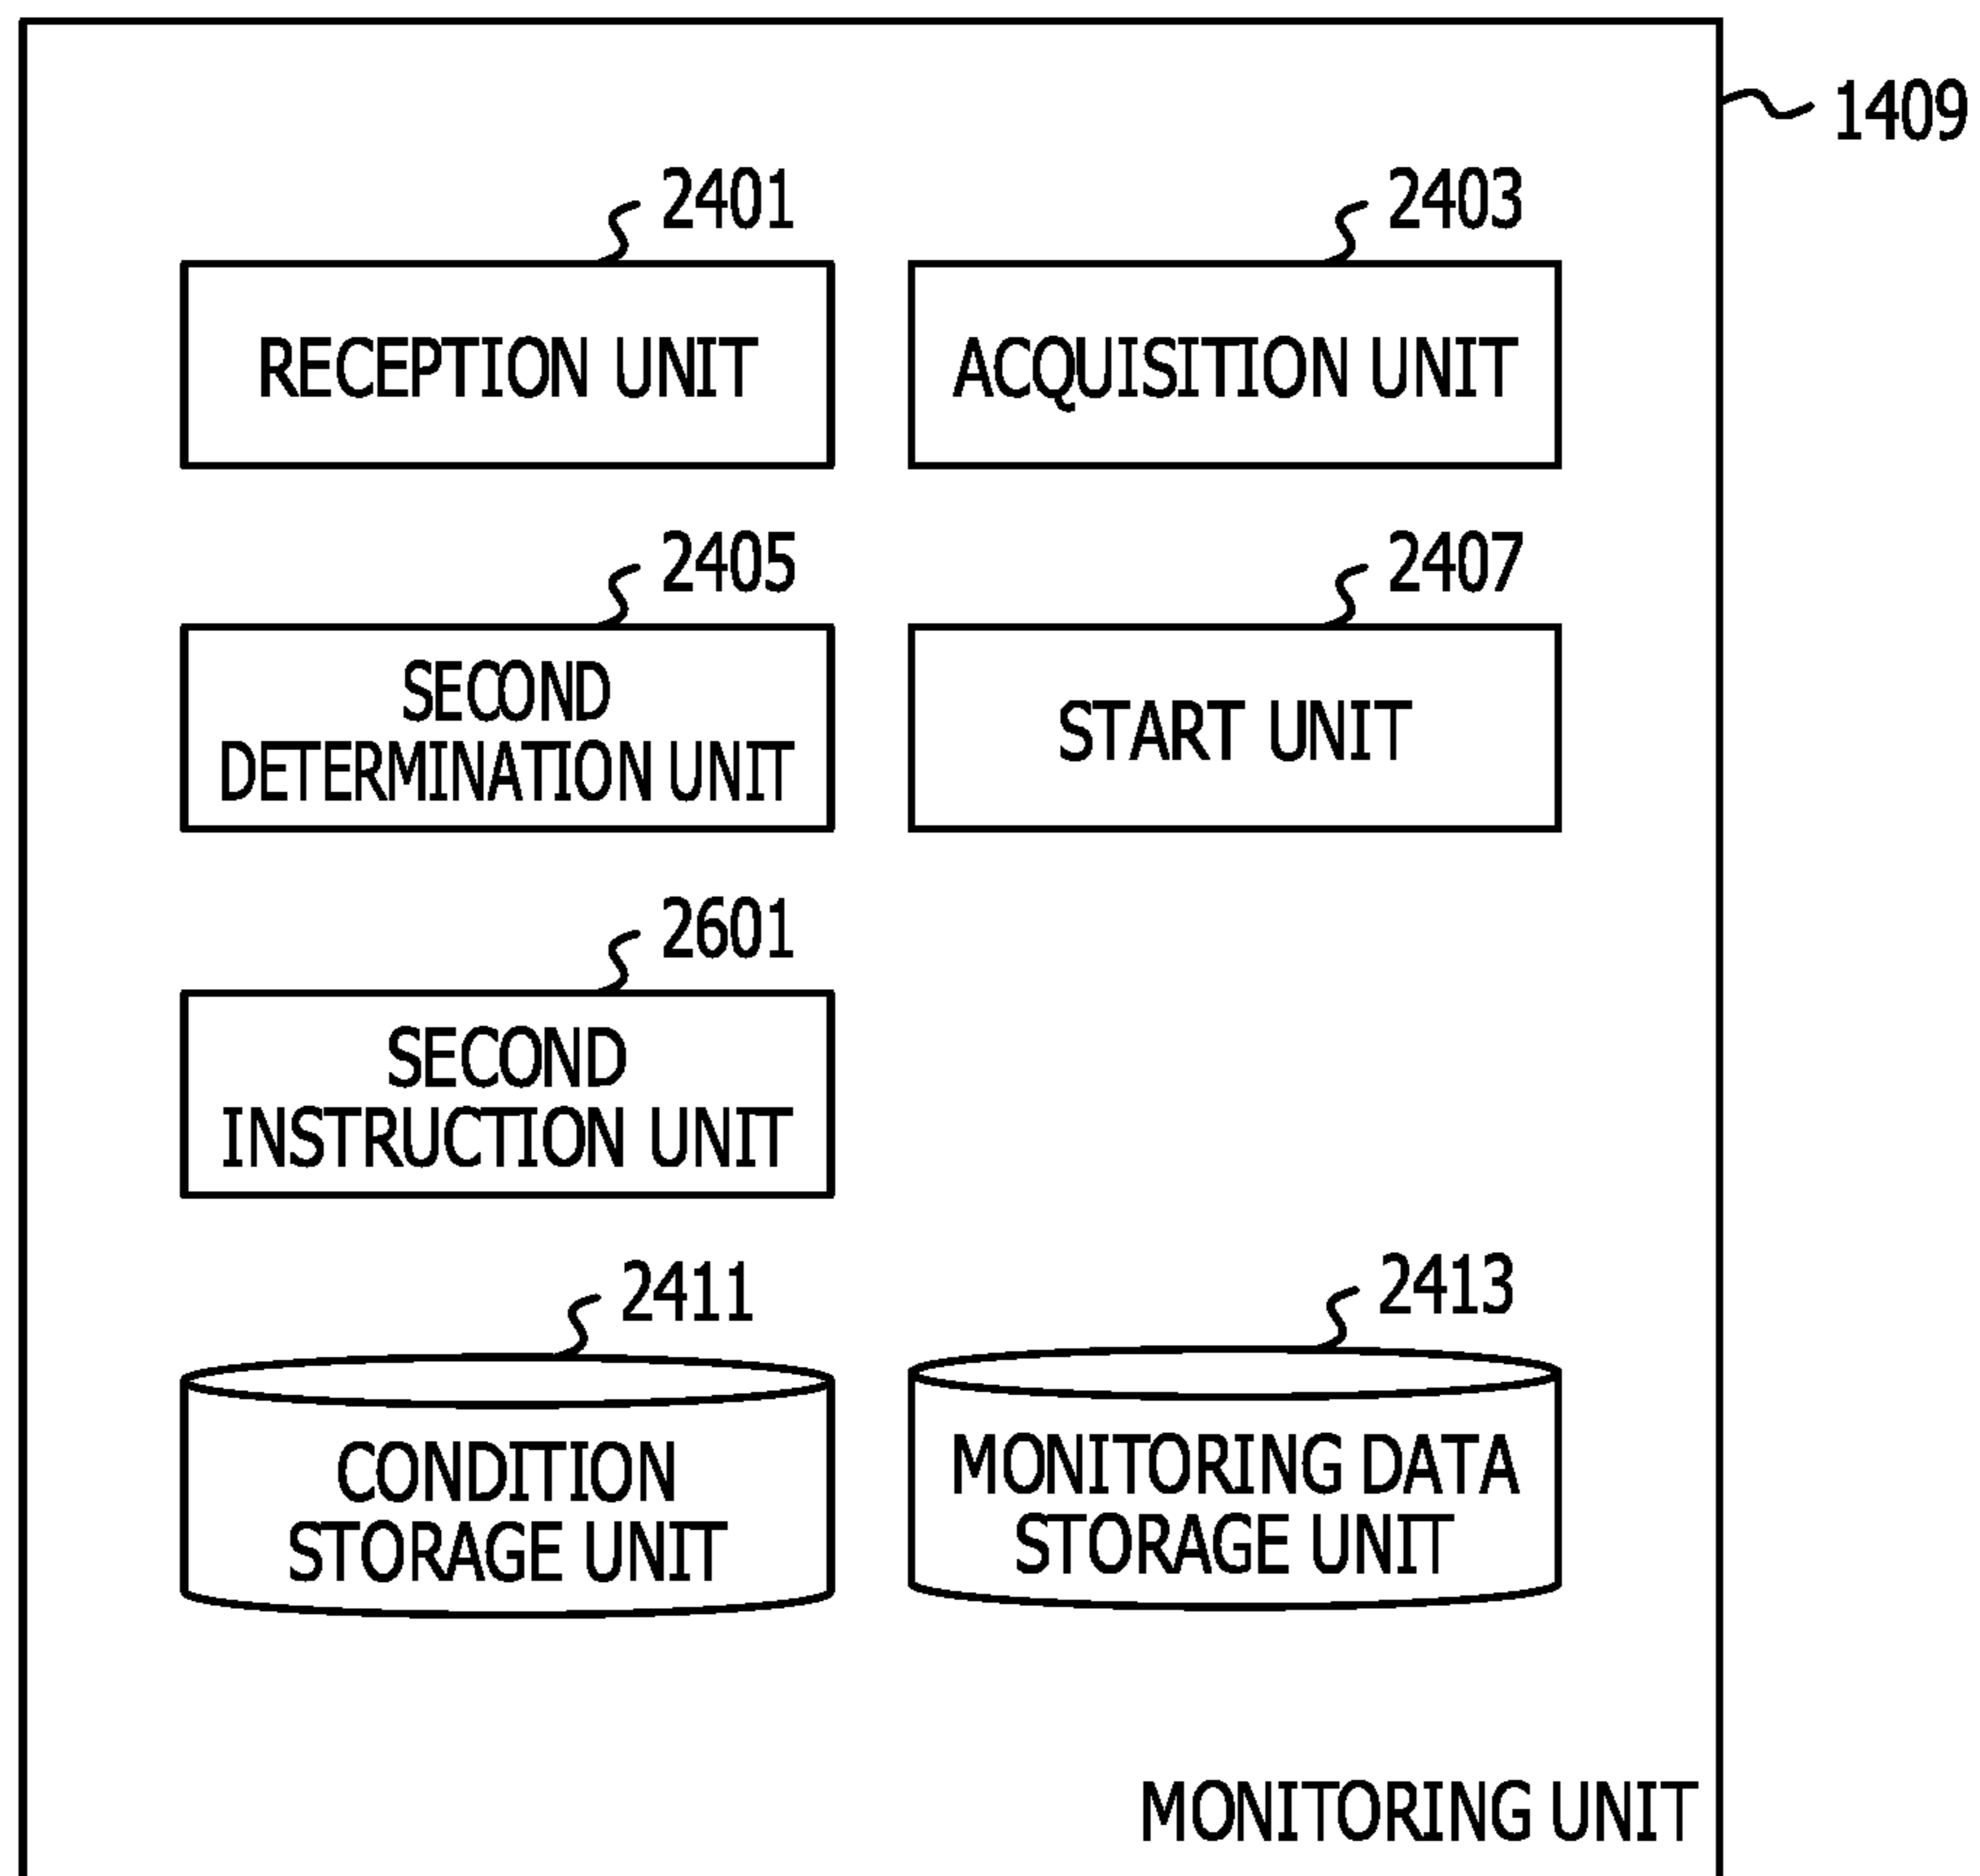 1409
2401
2403
RECEPTION UNIT
ACQUISITION UNIT
2405
2407
SECOND
DETERMINATION UNIT
START UNIT
2601
SECOND
INSTRUCTION UNIT
2411
2413
CONDITION
STORAGE UNIT
MONITORING DATA
STORAGE UNIT
MONITORING UNIT